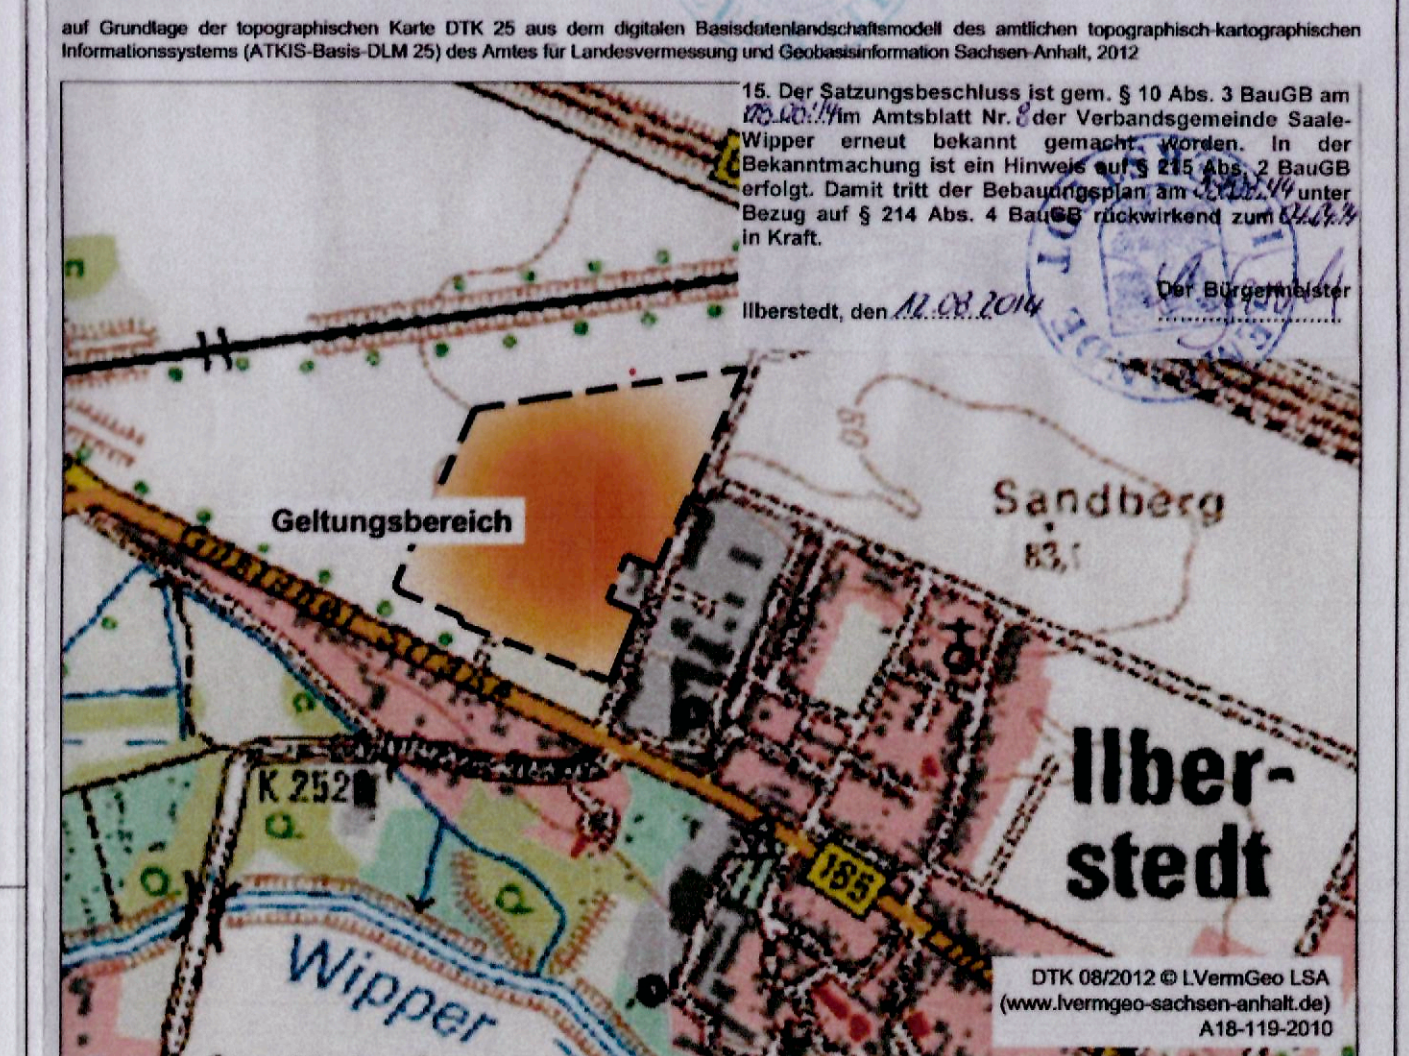 auf Grundlage der topographischen Karte DTK 25 aus dem digitalen Basisdatenlandschaftsmodell des amtlichen topographisch-kartographischen
Informationssystems (ATKIS-Basis-DLM 25) des Amtes für Landesvermessung und Geobasisinformation Sachsen-Anhalt, 2012
15. Der Satzungsbeschluss ist gem. § 10 Abs. 3 BauGB am
im Amtsblatt Nr. 8 der Verbandsgemeinde Saale-
Wipper erneut bekannt gemacht worden. In der
Bekanntmachung ist ein Hinweis auf § 215 Abs. 2 BauGB
erfolgt. Damit tritt der Bebauungsplan am unter
Bezug auf § 214 Abs. 4 BauGB rückwirkend zum
in Kraft.
Der Bürgermeister
Ilberstedt, den 12.08.2014
60
Sandberg
83,1
Geltungsbereich
K 252
Ilber-
stedt
185
Wipper
DTK 08/2012 © LVermGeo LSA
(www.lvermgeo-sachsen-anhalt.de)
A18-119-2010